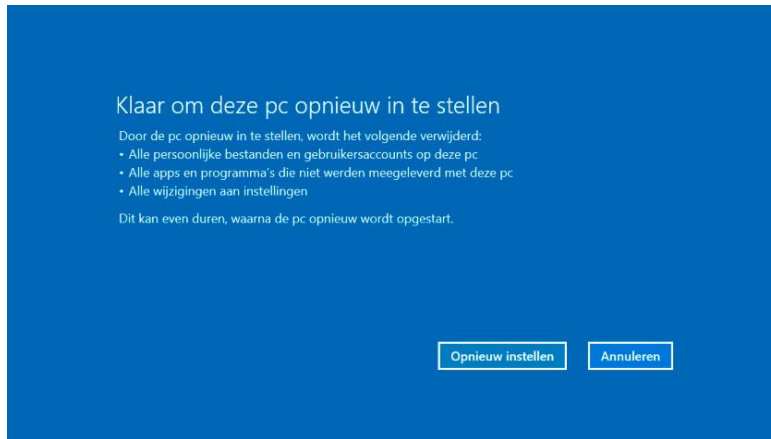 Klaar om deze pc opnieuw in te stellen
Door de pc opnieuw in te stellen, wordt het volgende verwijderd:
• Alle persoonlijke bestanden en gebruikersaccounts op deze pc
• Alle apps en programma's die niet werden meegeleverd met deze pc
• Alle wijzigingen aan instellingen
Dit kan even duren, waarna de pc opnieuw wordt opgestart.
Opnieuw instellen
Annuleren